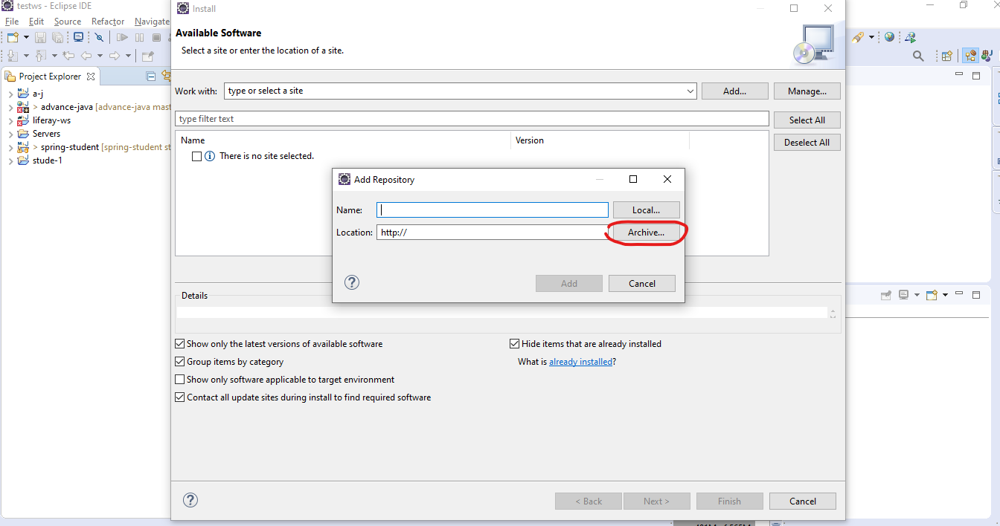 testws - Eclipse IDE
File Edit Source Refactor Navigate
Project Explorer
a-j
> advance-java [advance-java mast
liferay-ws
Servers
> spring-student [spring-student st
stude-1
Install
Available Software
Select a site or enter the location of a site.
Work with: type or select a site Add... Manage...
type filter text Select All
Name Version Deselect All
There is no site selected.
Add Repository
Name: Local...
Location: http:// Archive...
Add Cancel
Details
Show only the latest versions of available software Hide items that are already installed
Group items by category What is already installed?
Show only software applicable to target environment
Contact all update sites during install to find required software
< Back Next > Finish Cancel